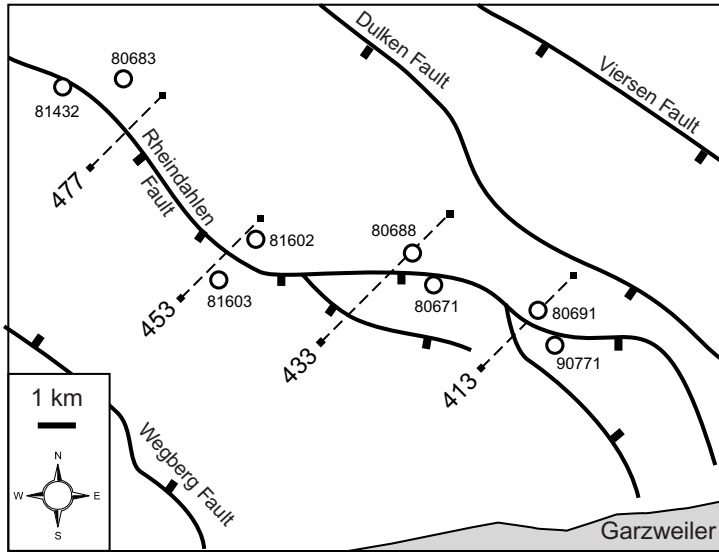 Dulken Fault
Viersen Fault
80683
81432
Rheindahlen
Fault
477
81602
80688
81603
80671
453
80691
433
90771
413
1 km
N
W
E
S
Wegberg Fault
Garzweiler